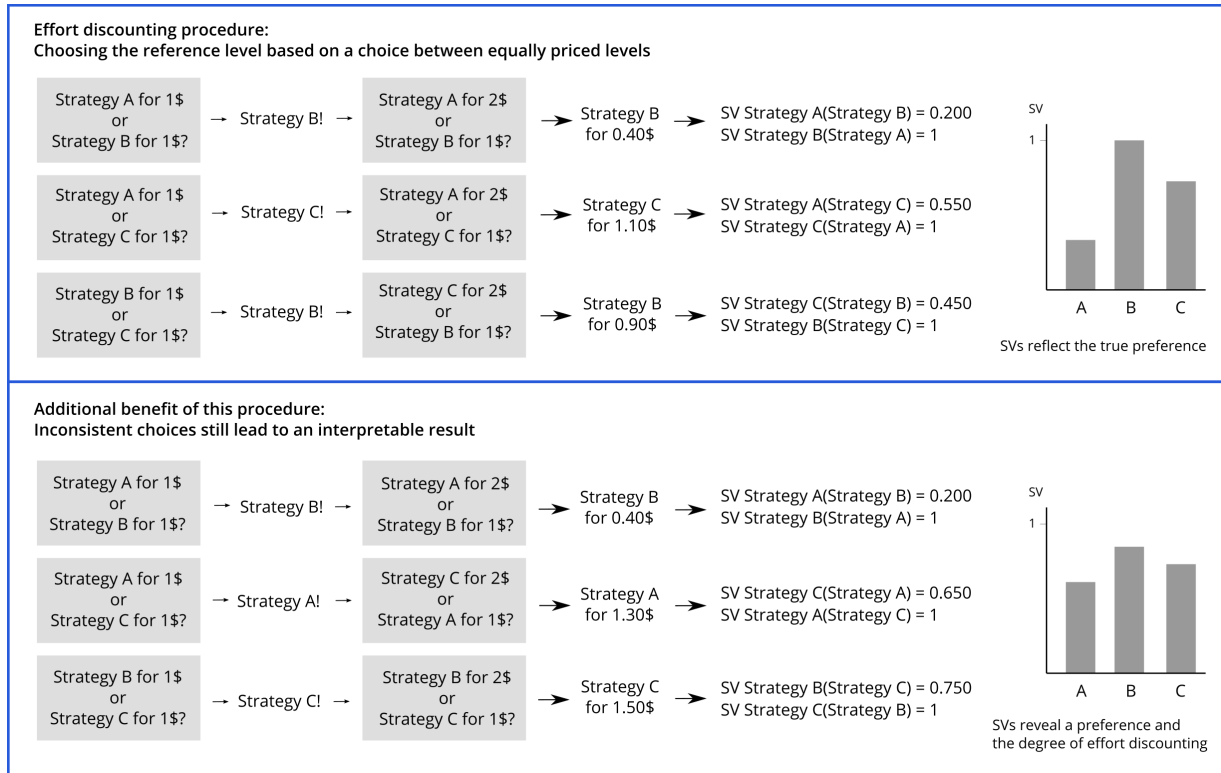 Effort discounting procedure:
Choosing the reference level based on a choice between equally priced levels
Strategy A for 1$
or
Strategy B for 1$?
→ Strategy B! →
Strategy A for 2$
or
Strategy B for 1$?
Strategy B
for 0.40$
SV Strategy A(Strategy B) = 0.200
SV Strategy B(Strategy A) = 1
Strategy A for 1$
or
Strategy C for 1$?
→ Strategy C! →
Strategy A for 2$
or
Strategy C for 1$?
Strategy C
for 1.10$
SV Strategy A(Strategy C) = 0.550
SV Strategy C(Strategy A) = 1
Strategy B for 1$
or
Strategy C for 1$?
→ Strategy B! →
Strategy C for 2$
or
Strategy B for 1$?
Strategy B
for 0.90$
SV Strategy C(Strategy B) = 0.450
SV Strategy B(Strategy C) = 1
SV
1
A B C
SVs reflect the true preference
Additional benefit of this procedure:
Inconsistent choices still lead to an interpretable result
Strategy A for 1$
or
Strategy B for 1$?
→ Strategy B! →
Strategy A for 2$
or
Strategy B for 1$?
Strategy B
for 0.40$
SV Strategy A(Strategy B) = 0.200
SV Strategy B(Strategy A) = 1
Strategy A for 1$
or
Strategy C for 1$?
→ Strategy A! →
Strategy C for 2$
or
Strategy A for 1$?
Strategy A
for 1.30$
SV Strategy C(Strategy A) = 0.650
SV Strategy A(Strategy C) = 1
Strategy B for 1$
or
Strategy C for 1$?
→ Strategy C! →
Strategy B for 2$
or
Strategy C for 1$?
Strategy C
for 1.50$
SV Strategy B(Strategy C) = 0.750
SV Strategy C(Strategy B) = 1
SV
1
A B C
SVs reveal a preference and
the degree of effort discounting